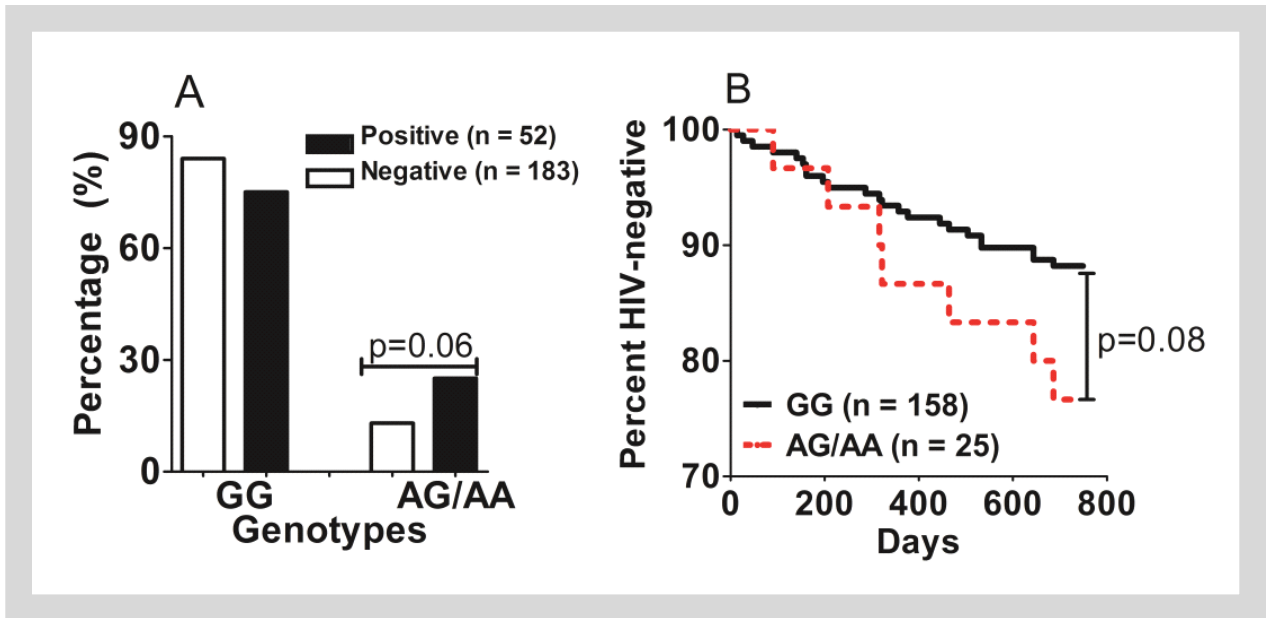 A
Percentage (%)
90
60
30
0
Positive (n = 52)
Negative (n = 183)
p=0.06
GG AG/AA
Genotypes
B
Percent HIV-negative
100
90
80
70
p=0.08
GG (n = 158)
AG/AA (n = 25)
0 200 400 600 800
Days